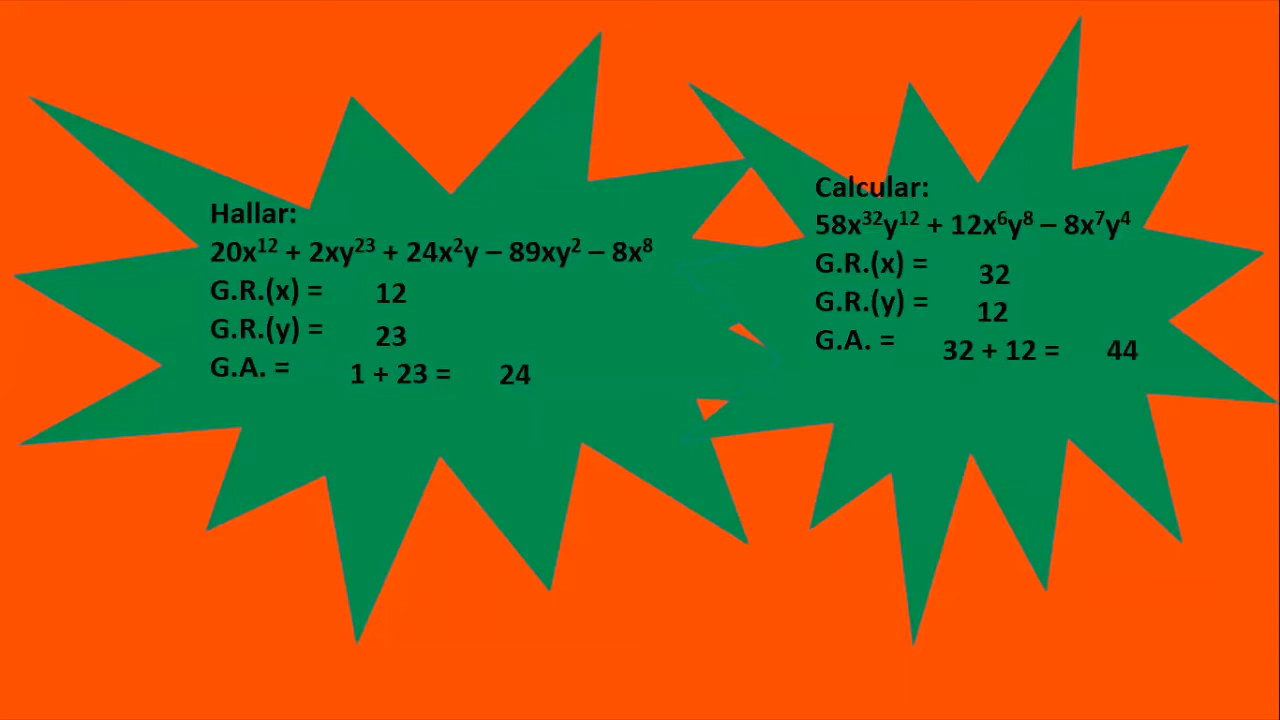 Hallar:
20x¹² + 2xy²³ + 24x²y – 89xy² – 8x⁸
G.R.(x) = 12
G.R.(y) = 23
G.A. = 1 + 23 = 24
Calcular:
58x³²y¹² + 12x⁶y⁸ – 8x⁷y⁴
G.R.(x) = 32
G.R.(y) = 12
G.A. = 32 + 12 = 44